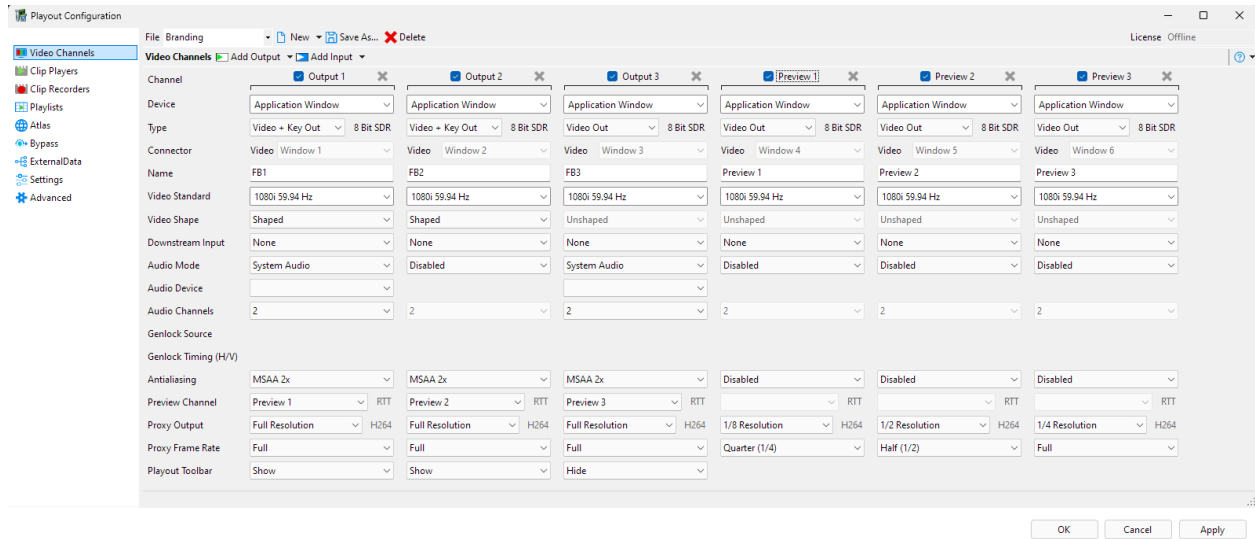 Playout Configuration
File Branding New Save As... Delete License Offline
Video Channels
Clip Players
Clip Recorders
Playlists
Atlas
Bypass
ExternalData
Settings
Advanced
Video Channels Add Output Add Input
Channel Output 1 Output 2 Output 3 Preview 1 Preview 2 Preview 3
Device Application Window Application Window Application Window Application Window Application Window Application Window
Type Video + Key Out 8 Bit SDR Video + Key Out 8 Bit SDR Video Out 8 Bit SDR Video Out 8 Bit SDR Video Out 8 Bit SDR Video Out 8 Bit SDR
Connector Video Window 1 Video Window 2 Video Window 3 Video Window 4 Video Window 5 Video Window 6
Name FB1 FB2 FB3 Preview 1 Preview 2 Preview 3
Video Standard 1080i 59.94 Hz 1080i 59.94 Hz 1080i 59.94 Hz 1080i 59.94 Hz 1080i 59.94 Hz 1080i 59.94 Hz
Video Shape Shaped Shaped Unshaped Unshaped Unshaped Unshaped
Downstream Input None None None None None None
Audio Mode System Audio Disabled System Audio Disabled Disabled Disabled
Audio Device
Audio Channels 2 2 2 2 2 2
Genlock Source
Genlock Timing (H/V)
Antialiasing MSAA 2x MSAA 2x MSAA 2x Disabled Disabled Disabled
Preview Channel Preview 1 RTT Preview 2 RTT Preview 3 RTT RTT RTT RTT
Proxy Output Full Resolution H264 Full Resolution H264 Full Resolution H264 1/8 Resolution H264 1/2 Resolution H264 1/4 Resolution H264
Proxy Frame Rate Full Full Full Quarter (1/4) Half (1/2) Full
Playout Toolbar Show Show Hide
OK Cancel Apply